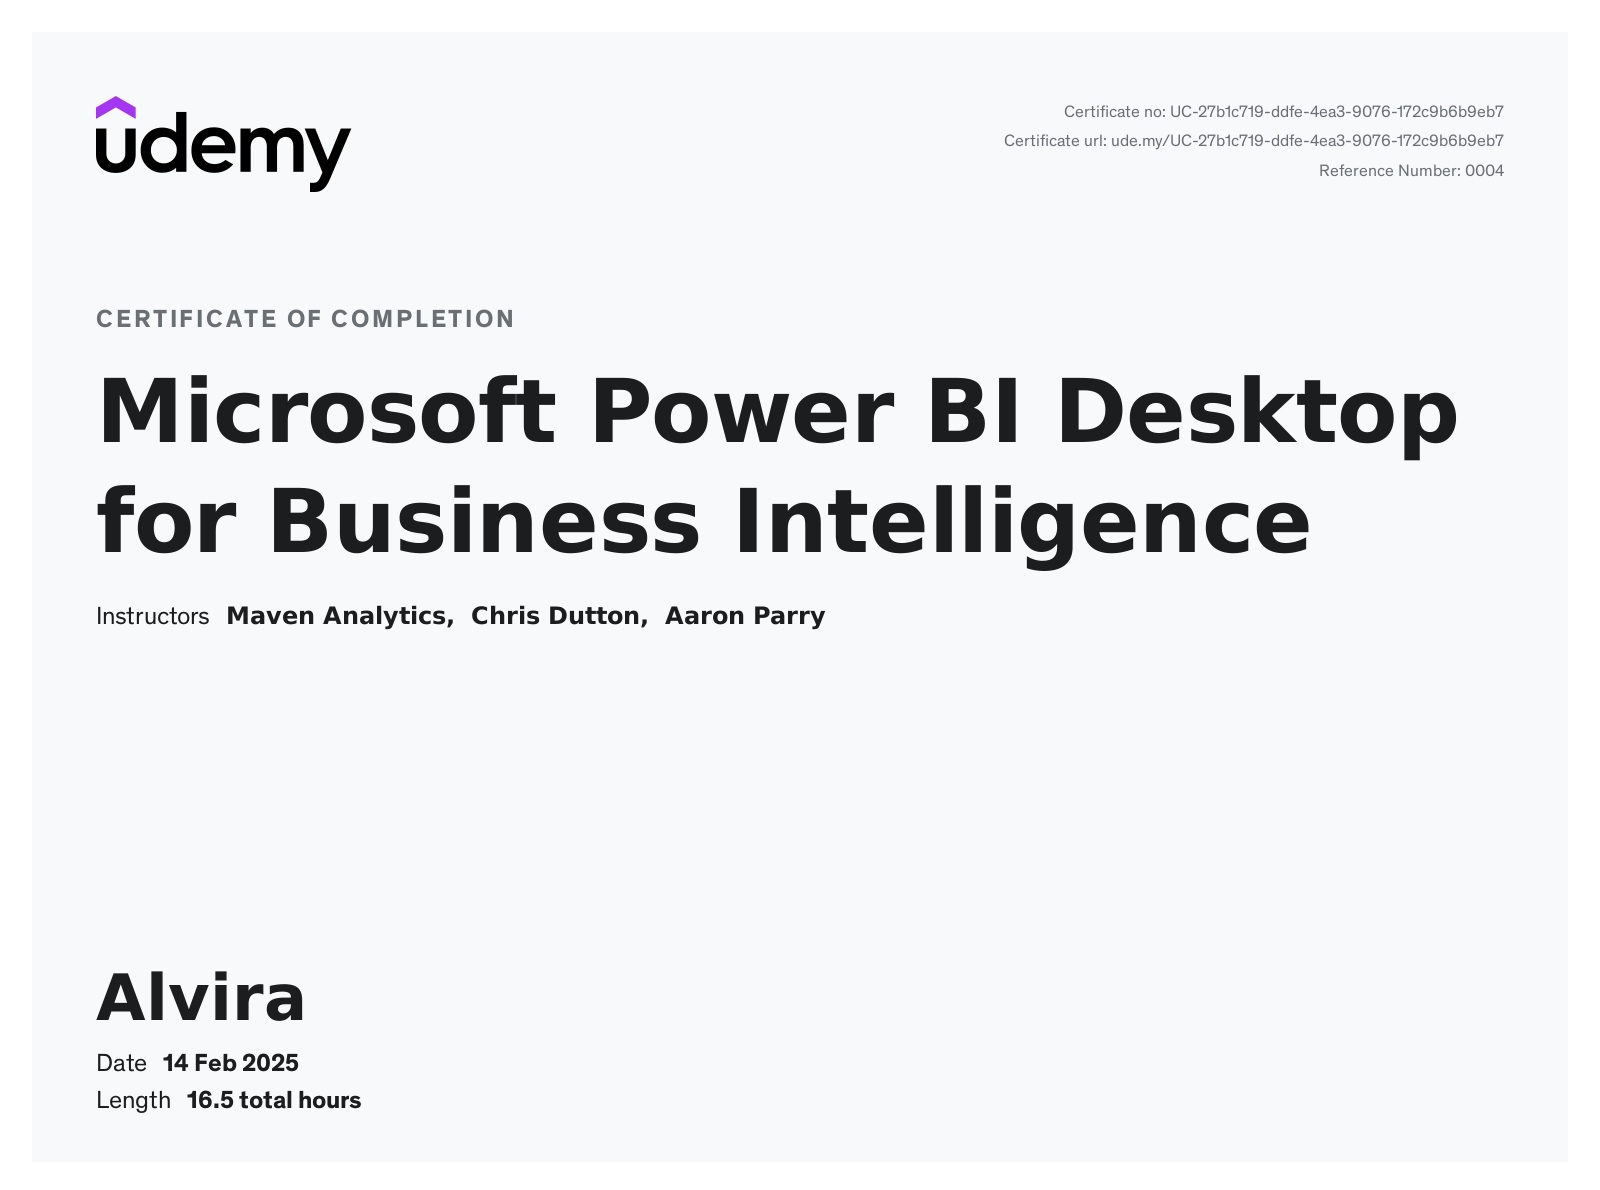 udemy
Certificate no: UC-27b1c719-ddfe-4ea3-9076-172c9b6b9eb7
Certificate url: ude.my/UC-27b1c719-ddfe-4ea3-9076-172c9b6b9eb7
Reference Number: 0004
CERTIFICATE OF COMPLETION
Microsoft Power BI Desktop
for Business Intelligence
Instructors Maven Analytics, Chris Dutton, Aaron Parry
Alvira
Date 14 Feb 2025
Length 16.5 total hours